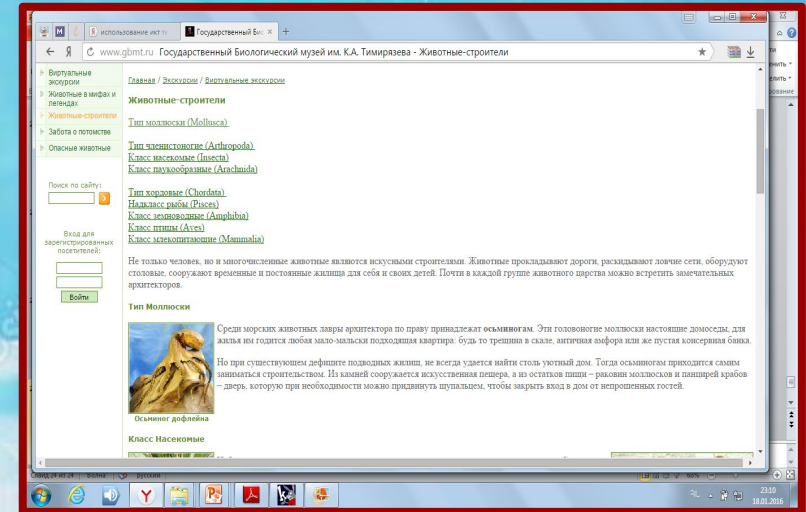 использование икт
Государственный Био
www.gbmt.ru Государственный Биологический музей им. К.А. Тимирязева - Животные-строители
Виртуальные
экскурсии
Животные в мифах и
легендах
Животные-строители
Забота о потомстве
Опасные животные
Поиск по сайту:
Вход для
зарегистрированных
посетителей:
Войти
Главная / Экскурсии / Виртуальные экскурсии
Животные-строители
Тип моллюски (Mollusca)
Тип членистоногие (Arthropoda)
Класс насекомые (Insecta)
Класс паукообразные (Arachnida)
Тип хордовые (Chordata)
Надкласс рыбы (Pisces)
Класс земноводные (Amphibia)
Класс птицы (Aves)
Класс млекопитающие (Mammalia)
Не только человек, но и многочисленные животные являются искусными строителями. Животные прокладывают дороги, раскидывают ловчие сети, оборудуют
столовые, сооружают временные и постоянные жилища для себя и своих детей. Почти в каждой группе животного царства можно встретить замечательных
архитекторов.
Тип Моллюски
Среди морских животных лавры архитектора по праву принадлежат осьминогам. Эти головоногие моллюски настоящие домоседы, для
жилья им годится любая мало-мальски подходящая квартира: будь то трещина в скале, античная амфора или же пустая консервная банка.
Но при существующем дефиците подводных жилищ, не всегда удается найти столь уютный дом. Тогда осьминогам приходится самим
заниматься строительством. Из камней сооружается искусственная пещера, а из остатков пищи – раковин моллюсков и панцирей крабов
– дверь, которую при необходимости можно придвинуть щупальцем, чтобы закрыть вход в дом от непрошенных гостей.
Осьминог дофлейна
Класс Насекомые
Слайд 24 из 24 "Волна" русский
68%
RL
23:10
18.01.2016